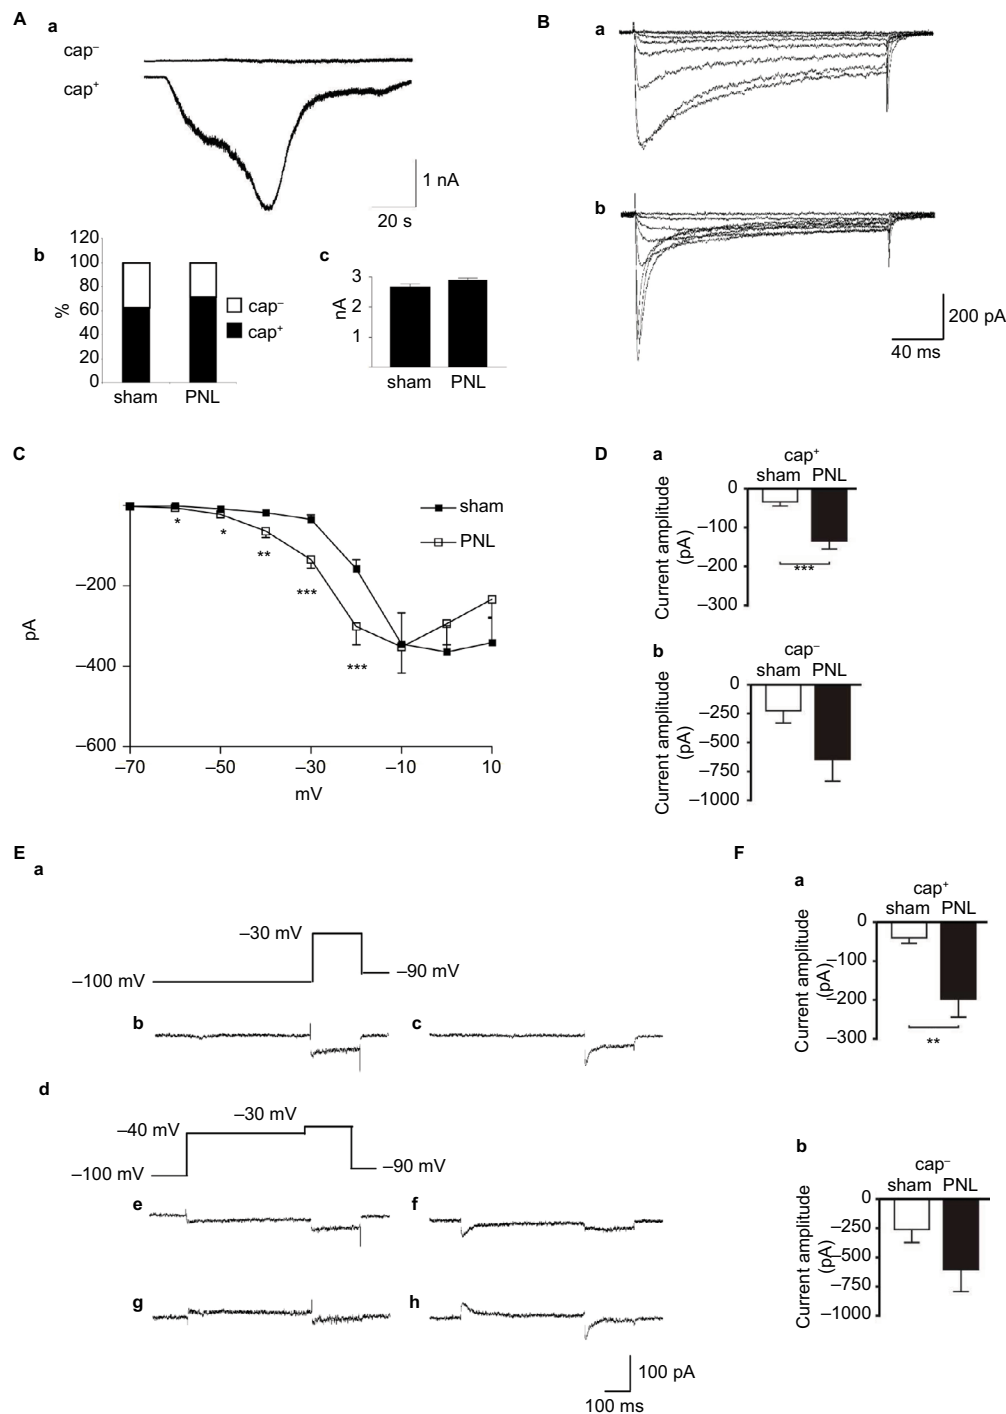 A
a
cap–
cap+
1 nA
20 s
b
120
100
80
60
40
20
0
%
sham
PNL
cap–
cap+
c
3
2
1
nA
sham
PNL
B
a
b
200 pA
40 ms
C
sham
PNL
*
*
**
***
***
–200
–400
–600
pA
–70
–50
–30
–10
10
mV
D
a
cap+
sham PNL
0
–100
–200
–300
Current amplitude
(pA)
***
b
cap–
sham PNL
0
–250
–500
–750
–1000
Current amplitude
(pA)
E
a
–30 mV
–100 mV
–90 mV
b
c
d
–30 mV
–40 mV
–100 mV
–90 mV
e
f
g
h
100 pA
100 ms
F
a
cap+
sham PNL
0
–100
–200
–300
Current amplitude
(pA)
**
b
cap–
sham PNL
0
–250
–500
–750
–1000
Current amplitude
(pA)